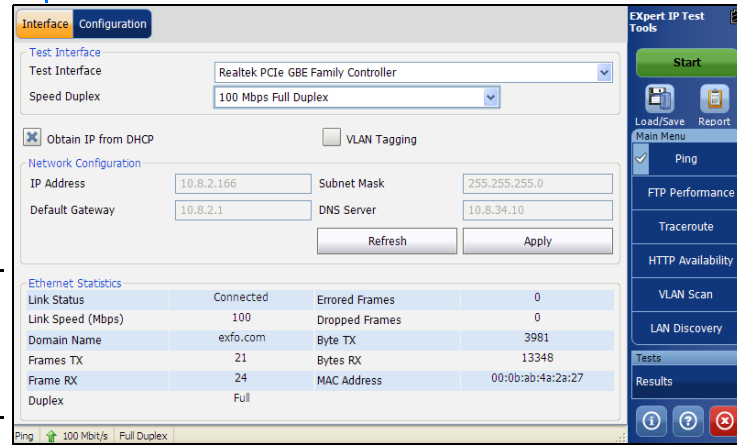 Interface Configuration
Test Interface
Test Interface Realtek PCIe GBE Family Controller
Speed Duplex 100 Mbps Full Duplex
Obtain IP from DHCP VLAN Tagging
Network Configuration
IP Address 10.8.2.166 Subnet Mask 255.255.255.0
Default Gateway 10.8.2.1 DNS Server 10.8.34.10
Refresh Apply
Ethernet Statistics
Link Status Connected Errored Frames 0
Link Speed (Mbps) 100 Dropped Frames 0
Domain Name exfo.com Byte TX 3981
Frames TX 21 Bytes RX 13348
Frame RX 24 MAC Address 00:0b:ab:4a:2a:27
Duplex Full
Ping 100 Mbit/s Full Duplex
EXpert IP Test
Tools
Start
Load/Save Report
Main Menu
Ping
FTP Performance
Traceroute
HTTP Availability
VLAN Scan
LAN Discovery
Tests
Results